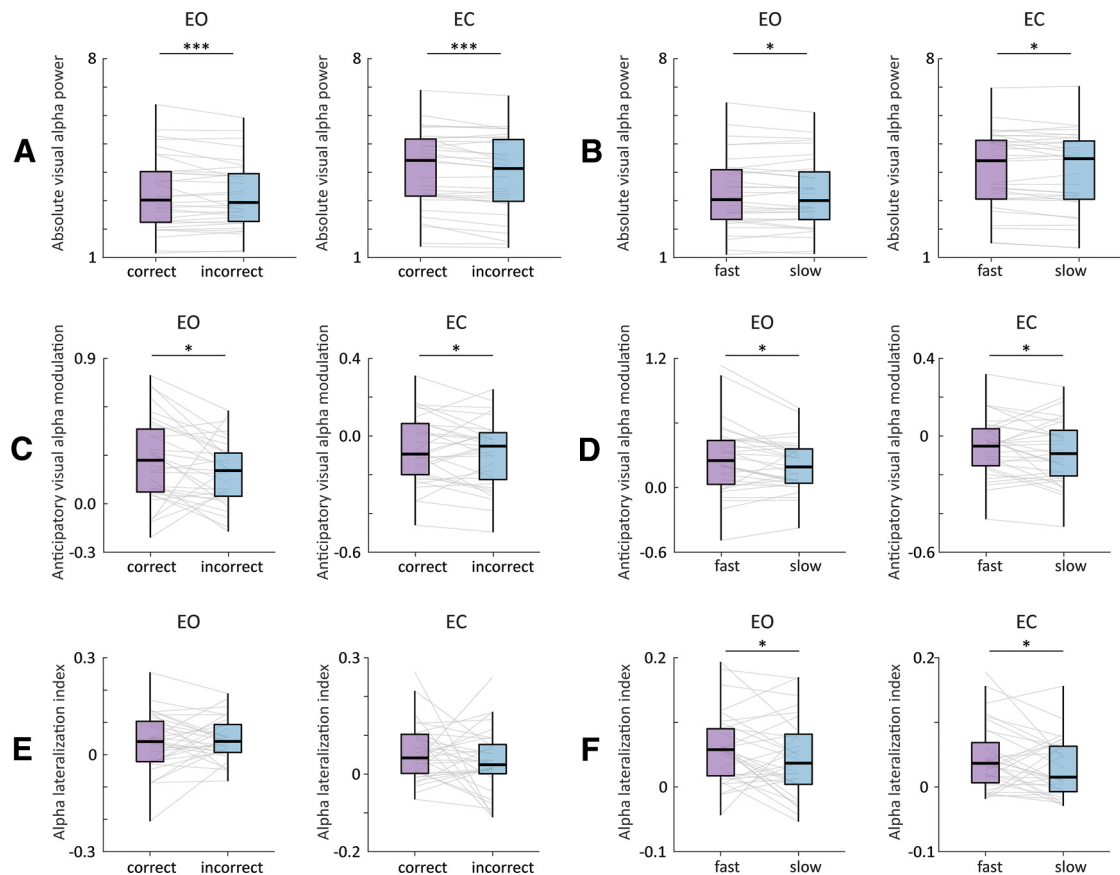 EO
EC
EO
EC
***
***
*
*
A
Absolute visual alpha power
8
1
correct
incorrect
Absolute visual alpha power
8
1
correct
incorrect
B
Absolute visual alpha power
8
1
fast
slow
Absolute visual alpha power
8
1
fast
slow
EO
EC
EO
EC
*
*
*
*
C
Anticipatory visual alpha modulation
0.9
0.0
-0.3
correct
incorrect
Anticipatory visual alpha modulation
0.4
0.0
-0.6
correct
incorrect
D
Anticipatory visual alpha modulation
1.2
0.0
-0.6
fast
slow
Anticipatory visual alpha modulation
0.4
0
-0.6
fast
slow
EO
EC
EO
EC
*
*
E
Alpha lateralization index
0.3
0
-0.3
correct
incorrect
Alpha lateralization index
0.3
0
-0.2
correct
incorrect
F
Alpha lateralization index
0.2
0
-0.1
fast
slow
Alpha lateralization index
0.2
0
-0.1
fast
slow